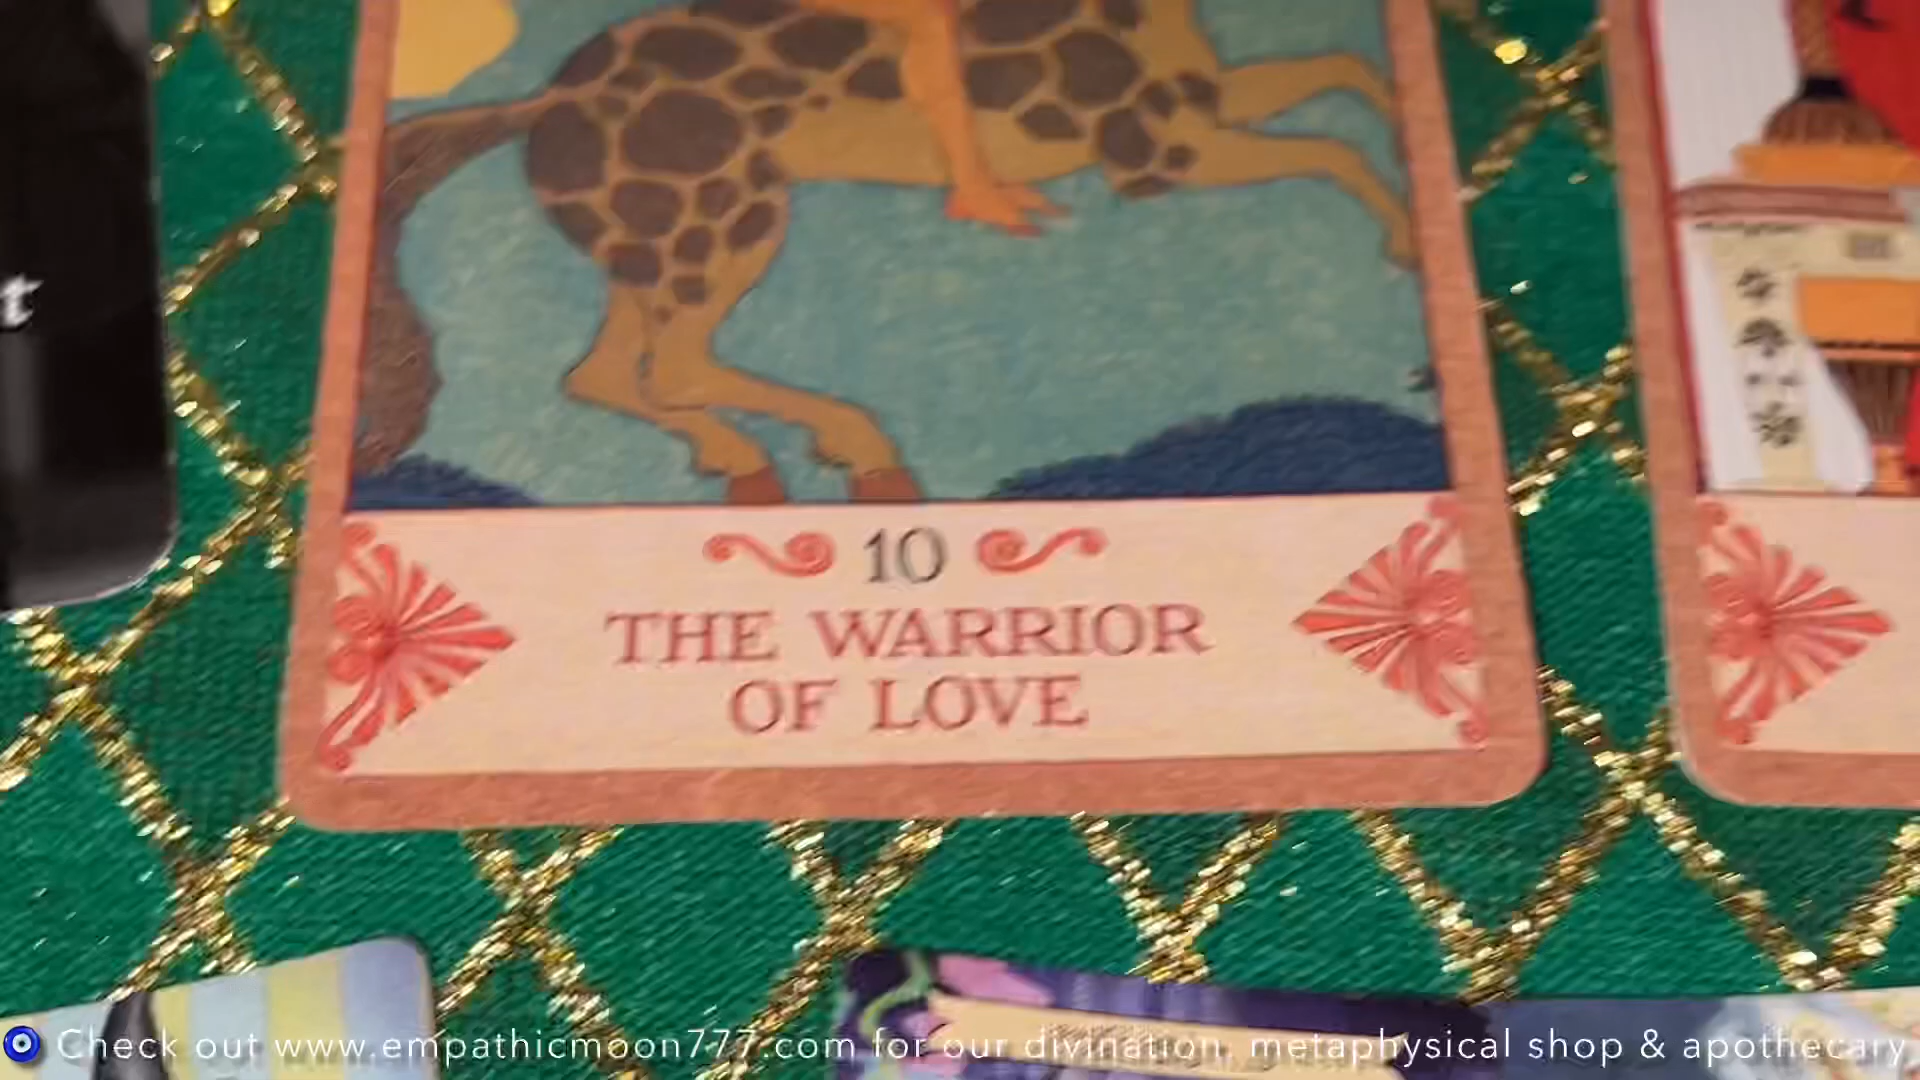 t
10
THE WARRIOR
OF LOVE
Check out www.empathicmoon777.com for our divination, metaphysical shop & apothecary